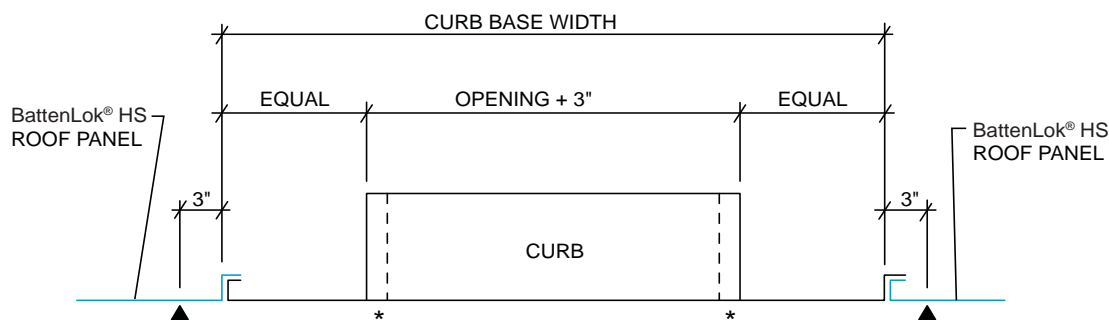 CURB BASE WIDTH
EQUAL
OPENING + 3"
EQUAL
BattenLok® HS
ROOF PANEL
BattenLok® HS
ROOF PANEL
3"
3"
CURB
*
*